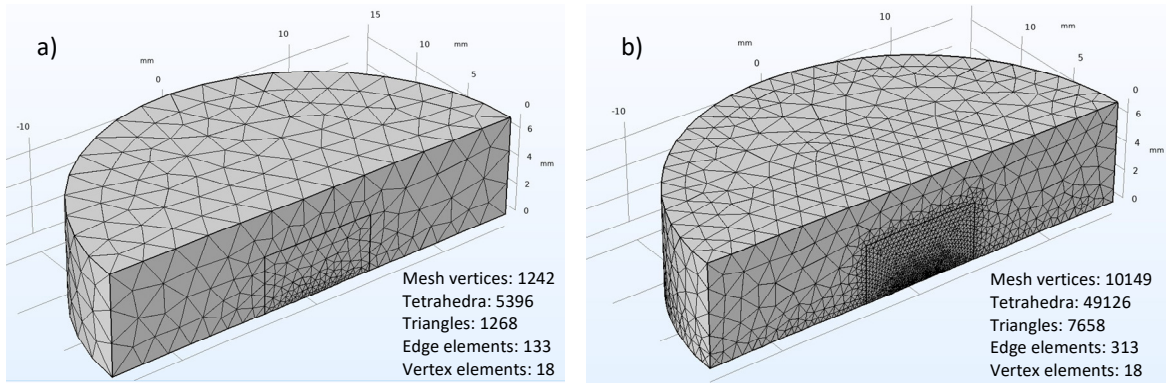 a)
15
10
10
mm
mm
5
0
0
-10
6
4
mm
2
0
Mesh vertices: 1242
Tetrahedra: 5396
Triangles: 1268
Edge elements: 133
Vertex elements: 18
b)
10
10
mm
mm
5
0
0
-10
6
4
mm
2
0
Mesh vertices: 10149
Tetrahedra: 49126
Triangles: 7658
Edge elements: 313
Vertex elements: 18